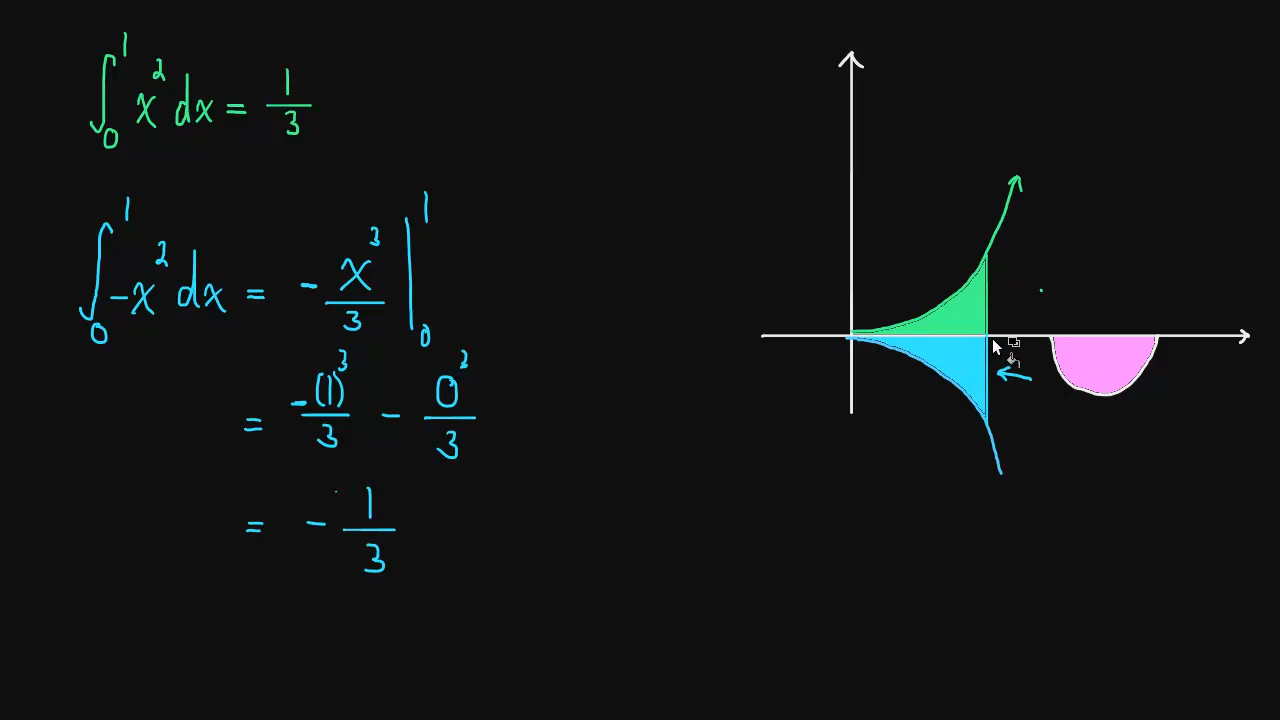 ∫₀¹ x² dx = 1/3
∫₀¹ -x² dx = - x³/3 |₀¹
= -(1)³/3 - 0³/3
= - 1/3